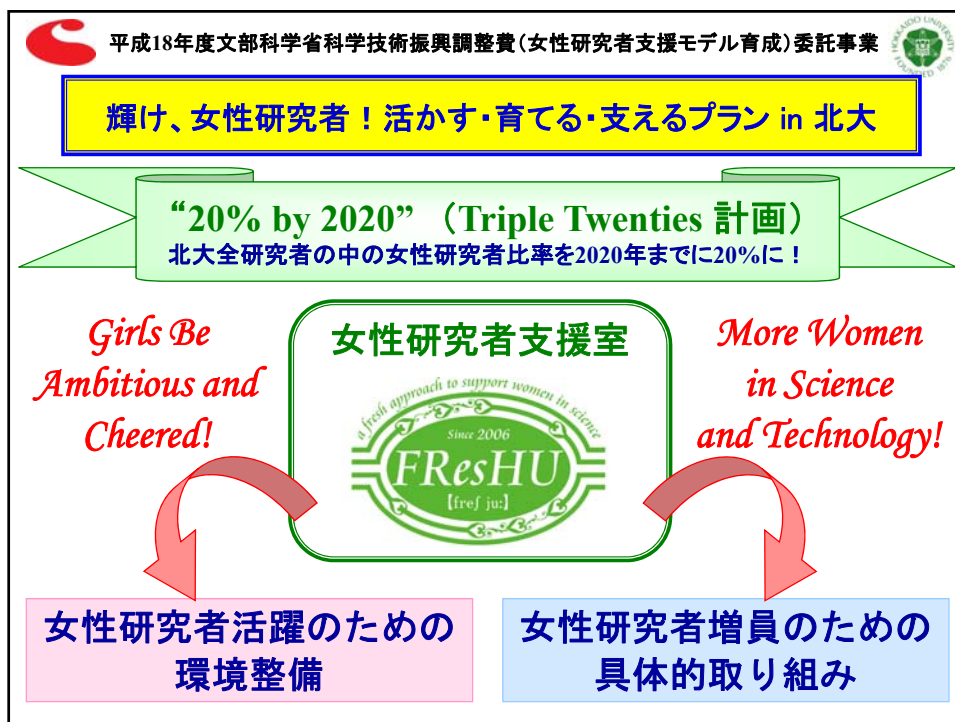 平成18年度文部科学省科学技術振興調整費(女性研究者支援モデル育成)委託事業
HOKKAIDO UNIVERSITY
FOUNDED 1876
輝け、女性研究者！活かす・育てる・支えるプラン in 北大
“20% by 2020” （Triple Twenties 計画）
北大全研究者の中の女性研究者比率を2020年までに20%に！
Girls Be
Ambitious and
Cheered!
女性研究者支援室
a fresh approach to support women in science
Since 2006
FResHU
【freʃ ju:】
More Women
in Science
and Technology!
女性研究者活躍のための
環境整備
女性研究者増員のための
具体的取り組み